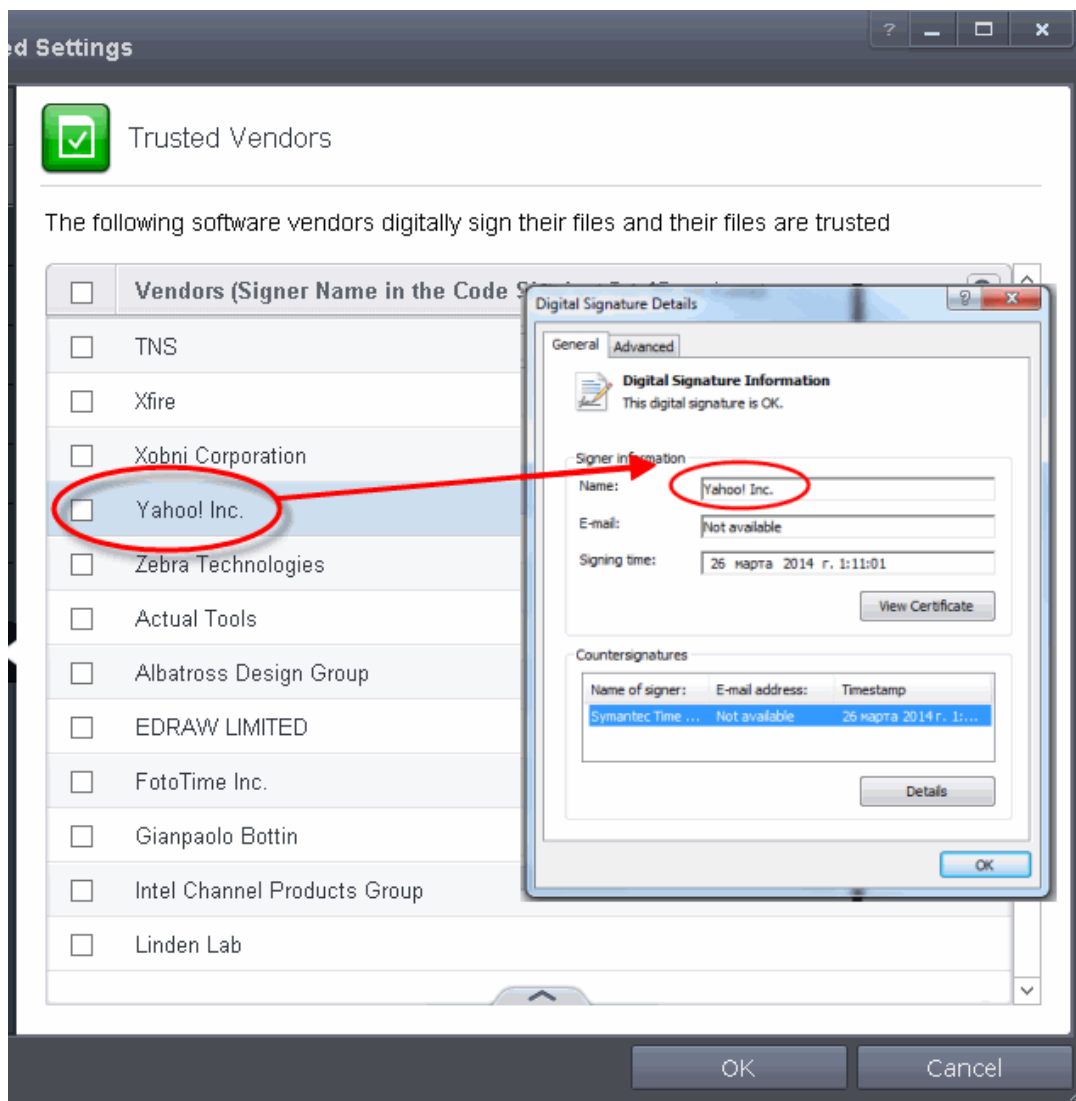 ed Settings
Trusted Vendors
The following software vendors digitally sign their files and their files are trusted
Vendors (Signer Name in the Code
TNS
Xfire
Xobni Corporation
Yahoo! Inc.
Zebra Technologies
Actual Tools
Albatross Design Group
EDRAW LIMITED
FotoTime Inc.
Gianpaolo Bottin
Intel Channel Products Group
Linden Lab
Digital Signature Details
General Advanced
Digital Signature Information
This digital signature is OK.
Signer information
Name: Yahoo! Inc.
E-mail: Not available
Signing time: 26 марта 2014 г. 1:11:01
View Certificate
Countersignatures
Name of signer: E-mail address: Timestamp
Symantec Time ... Not available 26 марта 2014 г. 1:...
Details
OK
OK Cancel